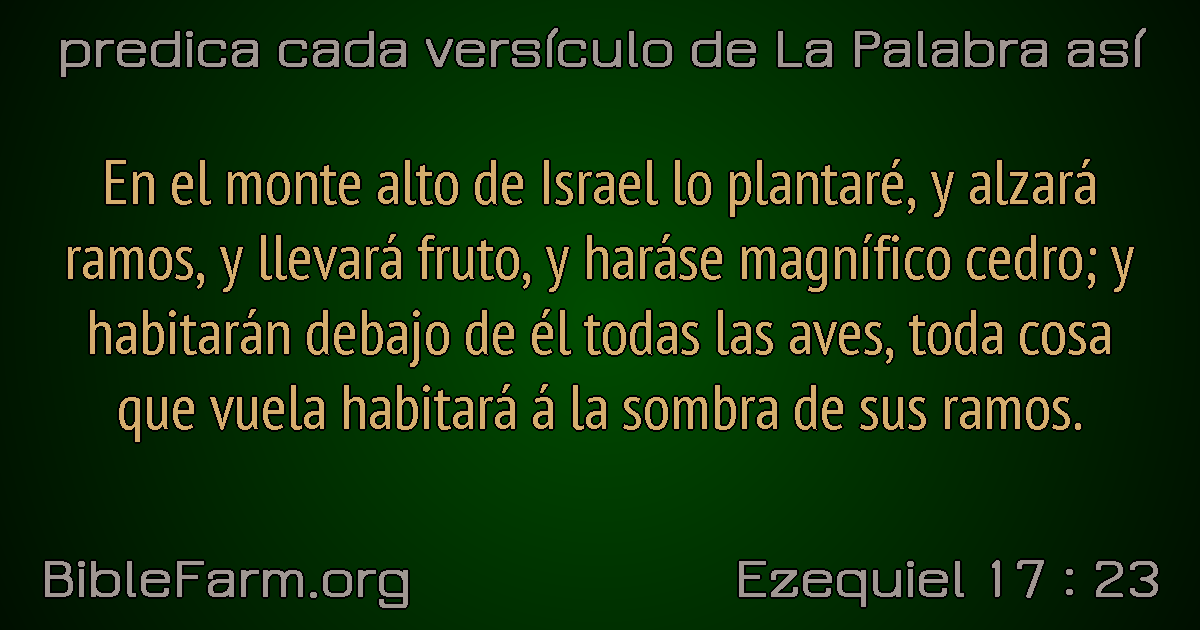 predica cada versículo de La Palabra así
En el monte alto de Israel lo plantaré, y alzará
ramos, y llevará fruto, y haráse magnífico cedro; y
habitarán debajo de él todas las aves, toda cosa
que vuela habitará á la sombra de sus ramos.
BibleFarm.org
Ezequiel 17 : 23